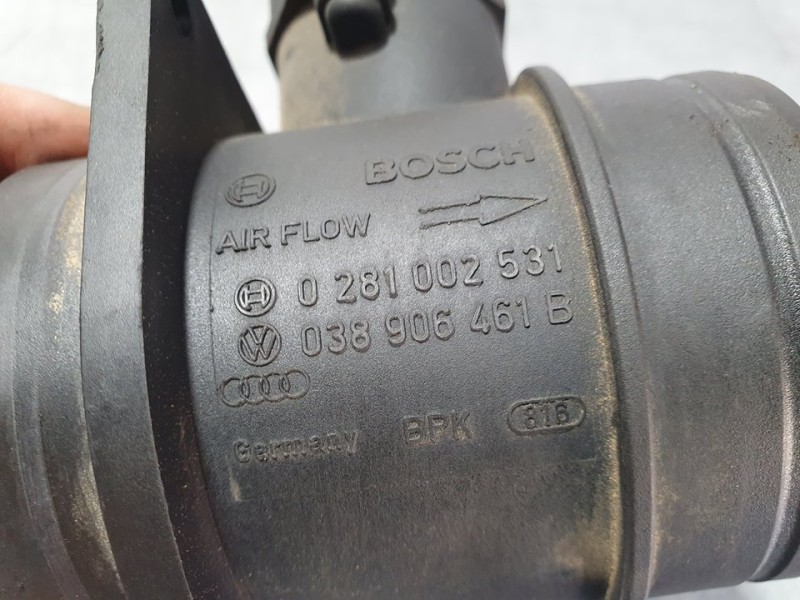 BOSCH
AIR FLOW
0 281 002 531
038 906 461 B
Germany BPK 816